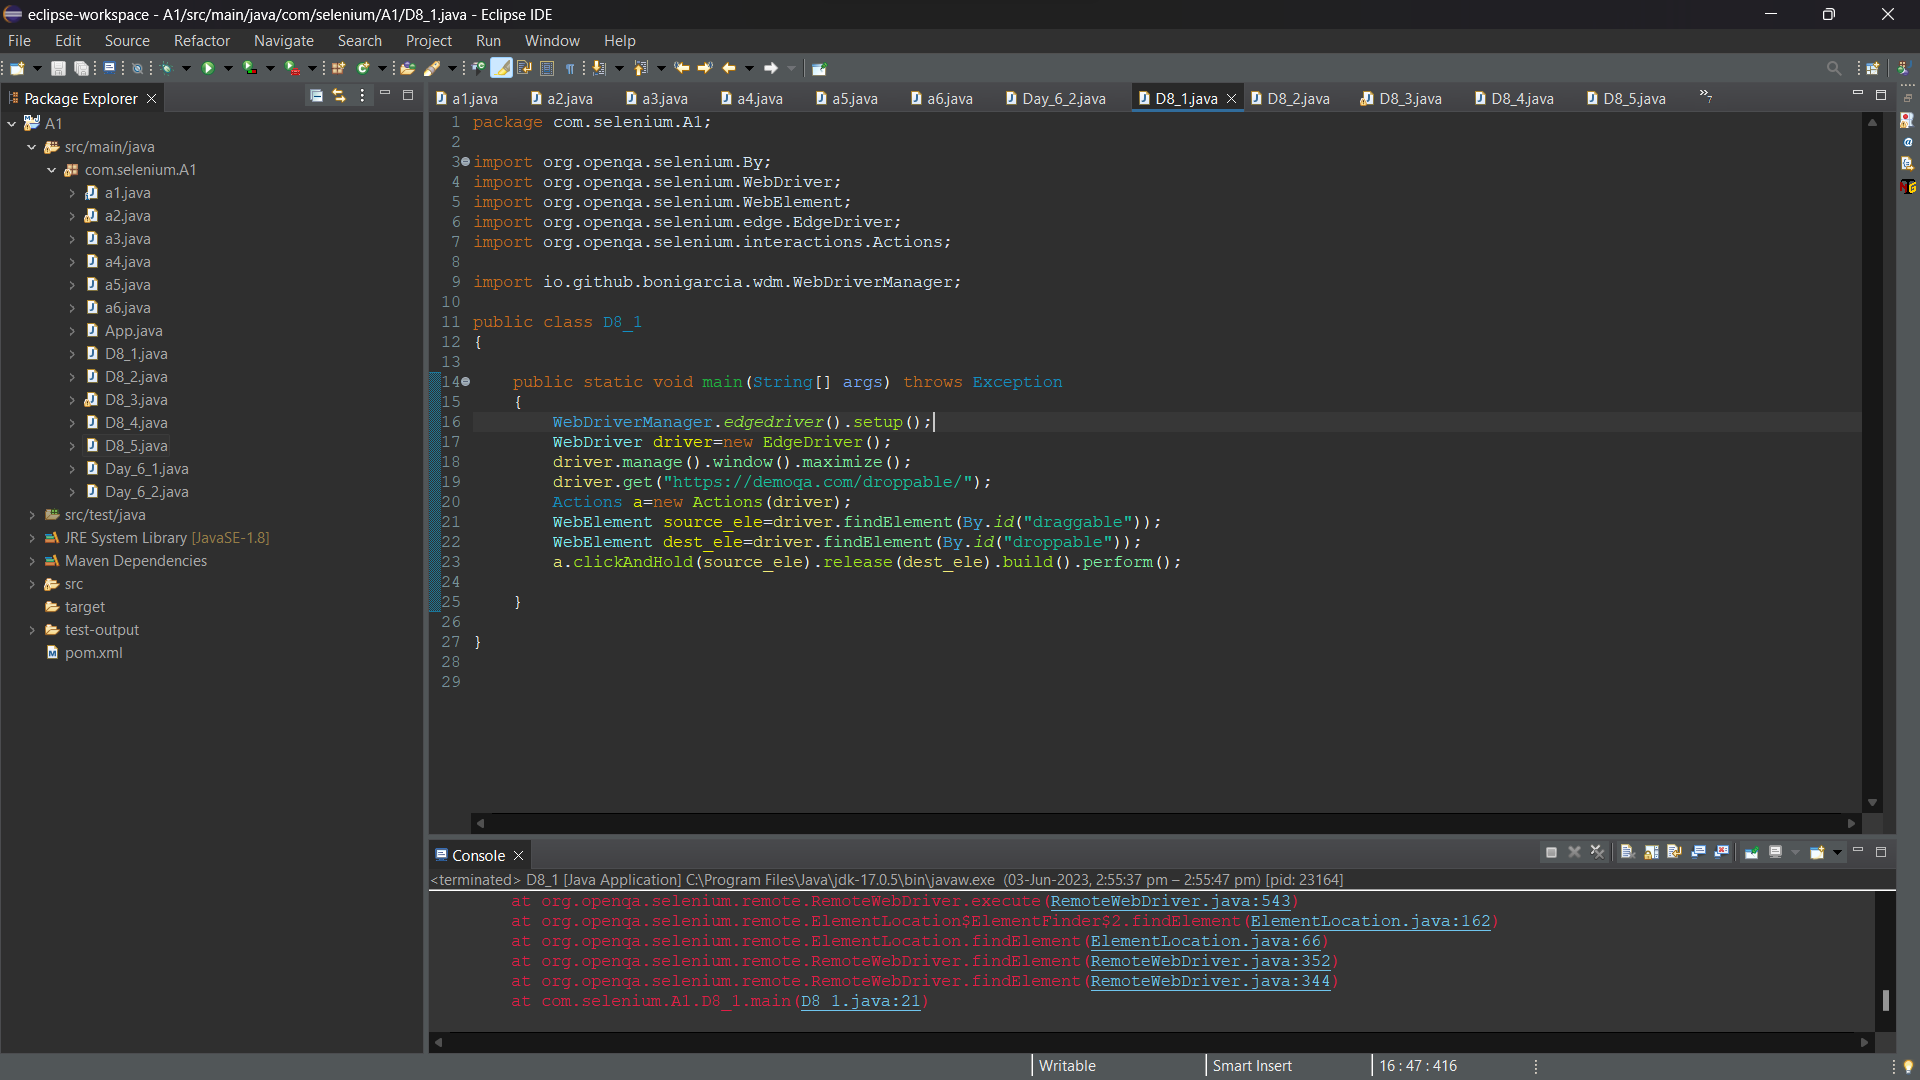 eclipse-workspace - A1/src/main/java/com/selenium/A1/D8_1.java - Eclipse IDE
File Edit Source Refactor Navigate Search Project Run Window Help
Package Explorer
a1.java a2.java a3.java a4.java a5.java a6.java Day_6_2.java D8_1.java D8_2.java D8_3.java D8_4.java D8_5.java »7
A1
src/main/java
com.selenium.A1
a1.java
a2.java
a3.java
a4.java
a5.java
a6.java
App.java
D8_1.java
D8_2.java
D8_3.java
D8_4.java
D8_5.java
Day_6_1.java
Day_6_2.java
src/test/java
JRE System Library [JavaSE-1.8]
Maven Dependencies
src
target
test-output
pom.xml
1 package com.selenium.A1;
2
3 import org.openqa.selenium.By;
4 import org.openqa.selenium.WebDriver;
5 import org.openqa.selenium.WebElement;
6 import org.openqa.selenium.edge.EdgeDriver;
7 import org.openqa.selenium.interactions.Actions;
8
9 import io.github.bonigarcia.wdm.WebDriverManager;
10
11 public class D8_1
12 {
13
14 public static void main(String[] args) throws Exception
15 {
16 WebDriverManager.edgedriver().setup();
17 WebDriver driver=new EdgeDriver();
18 driver.manage().window().maximize();
19 driver.get("https://demoqa.com/droppable/");
20 Actions a=new Actions(driver);
21 WebElement source_ele=driver.findElement(By.id("draggable"));
22 WebElement dest_ele=driver.findElement(By.id("droppable"));
23 a.clickAndHold(source_ele).release(dest_ele).build().perform();
24
25 }
26
27 }
28
29
Console
<terminated> D8_1 [Java Application] C:\Program Files\Java\jdk-17.0.5\bin\javaw.exe (03-Jun-2023, 2:55:37 pm – 2:55:47 pm) [pid: 23164]
at org.openqa.selenium.remote.RemoteWebDriver.execute(RemoteWebDriver.java:543)
at org.openqa.selenium.remote.ElementLocation$ElementFinder$2.findElement(ElementLocation.java:162)
at org.openqa.selenium.remote.ElementLocation.findElement(ElementLocation.java:66)
at org.openqa.selenium.remote.RemoteWebDriver.findElement(RemoteWebDriver.java:352)
at org.openqa.selenium.remote.RemoteWebDriver.findElement(RemoteWebDriver.java:344)
at com.selenium.A1.D8_1.main(D8_1.java:21)
Writable Smart Insert 16 : 47 : 416